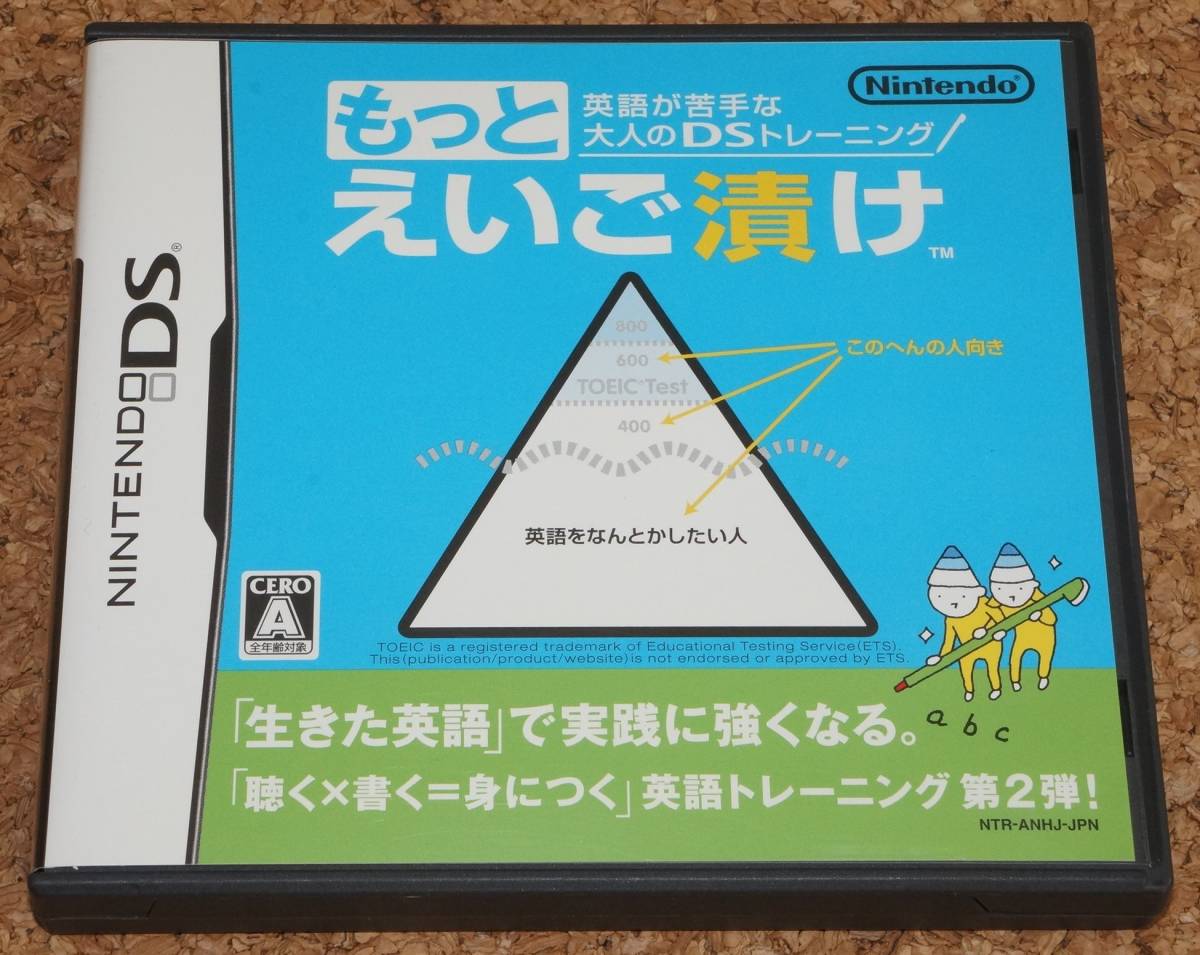 NINTENDODS®
Nintendo®
もっと
英語が苦手な
大人のDSトレーニング
えいご漬け™
800
600
TOEIC®Test
400
このへんの人向き
英語をなんとかしたい人
CERO
A
全年齢対象
TOEIC is a registered trademark of Educational Testing Service(ETS).
This(publication/product/website)is not endorsed or approved by ETS.
abc
「生きた英語」で実践に強くなる。
「聴く×書く=身につく」英語トレーニング 第2弾!
NTR-ANHJ-JPN